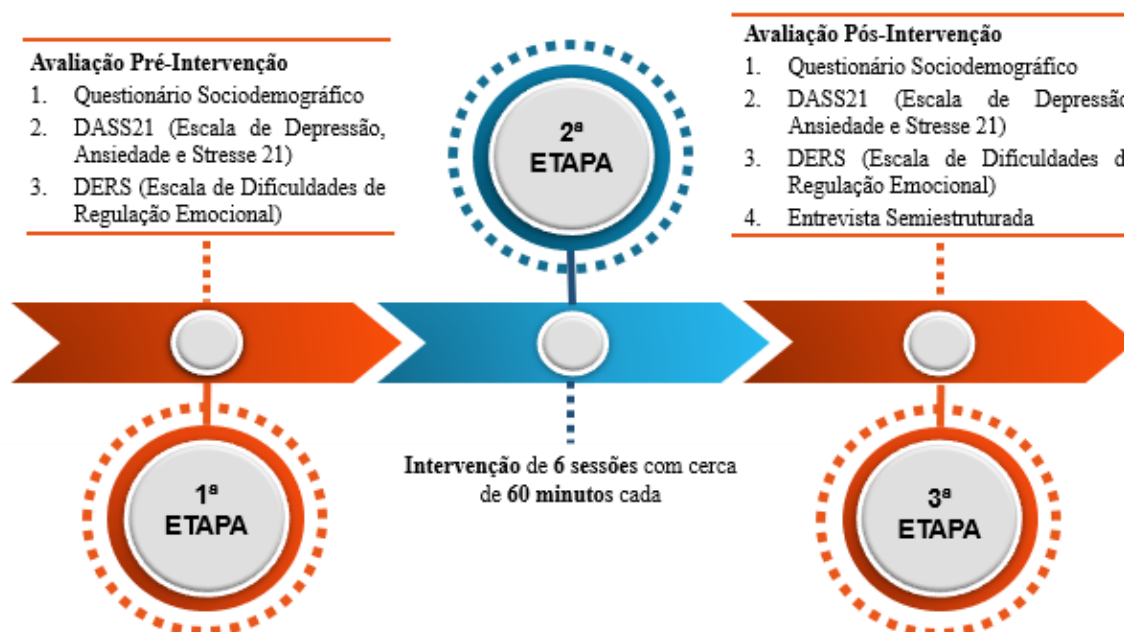 Avaliação Pré-Intervenção
1. Questionário Sociodemográfico
2. DASS21 (Escala de Depressão,
Ansiedade e Stresse 21)
3. DERS (Escala de Dificuldades de
Regulação Emocional)
1ª
ETAPA
2ª
ETAPA
Intervenção de 6 sessões com cerca
de 60 minutos cada
Avaliação Pós-Intervenção
1. Questionário Sociodemográfico
2. DASS21 (Escala de Depressão
Ansiedade e Stresse 21)
3. DERS (Escala de Dificuldades d
Regulação Emocional)
4. Entrevista Semiestruturada
3ª
ETAPA